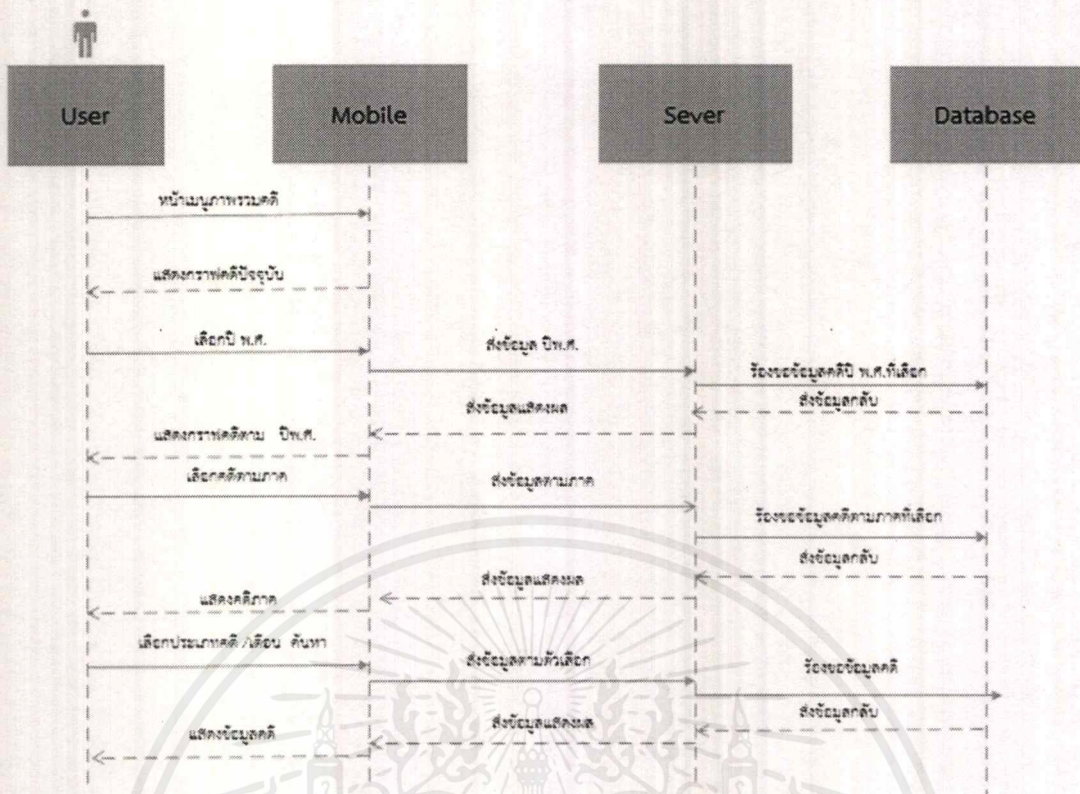 User
Mobile
Sever
Database
หน้าเมนูภาพรวมคดี
แสดงกราฟคดีปัจจุบัน
เลือกปี พ.ศ.
ส่งข้อมูล ปีพ.ศ.
ร้องขอข้อมูลคดีปี พ.ศ.ที่เลือก
ส่งข้อมูลกลับ
ส่งข้อมูลแสดงผล
แสดงกราฟคดีตาม ปีพ.ศ.
เลือกคดีตามภาค
ส่งข้อมูลตามภาค
ร้องขอข้อมูลคดีตามภาคที่เลือก
ส่งข้อมูลกลับ
ส่งข้อมูลแสดงผล
แสดงคดีภาค
เลือกประเภทคดี /เดือน ค้นหา
ส่งข้อมูลตามตัวเลือก
ร้องขอข้อมูลคดี
ส่งข้อมูลกลับ
ส่งข้อมูลแสดงผล
แสดงข้อมูลคดี